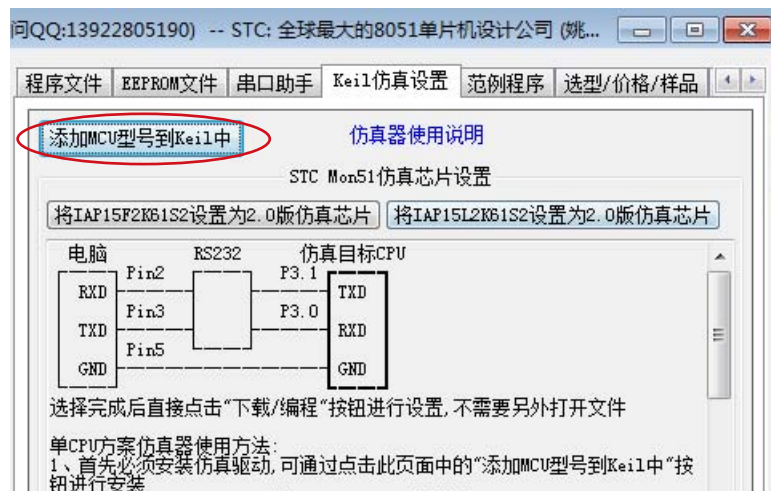 问QQ:13922805190) -- STC: 全球最大的8051单片机设计公司 (姚...
程序文件 EEPROM文件 串口助手 Keil仿真设置 范例程序 选型/价格/样品
添加MCU型号到Keil中 仿真器使用说明
STC Mon51仿真芯片设置
将IAP15F2K61S2设置为2.0版仿真芯片 将IAP15L2K61S2设置为2.0版仿真芯片
电脑 RS232 仿真目标CPU
Pin2 P3.1
RXD TXD
Pin3 P3.0
TXD RXD
Pin5
GND GND
选择完成后直接点击"下载/编程"按钮进行设置,不需要另外打开文件
单CPU方案仿真器使用方法:
1、首先必须安装仿真驱动,可通过点击此页面中的"添加MCU型号到Keil中"按
钮进行安装